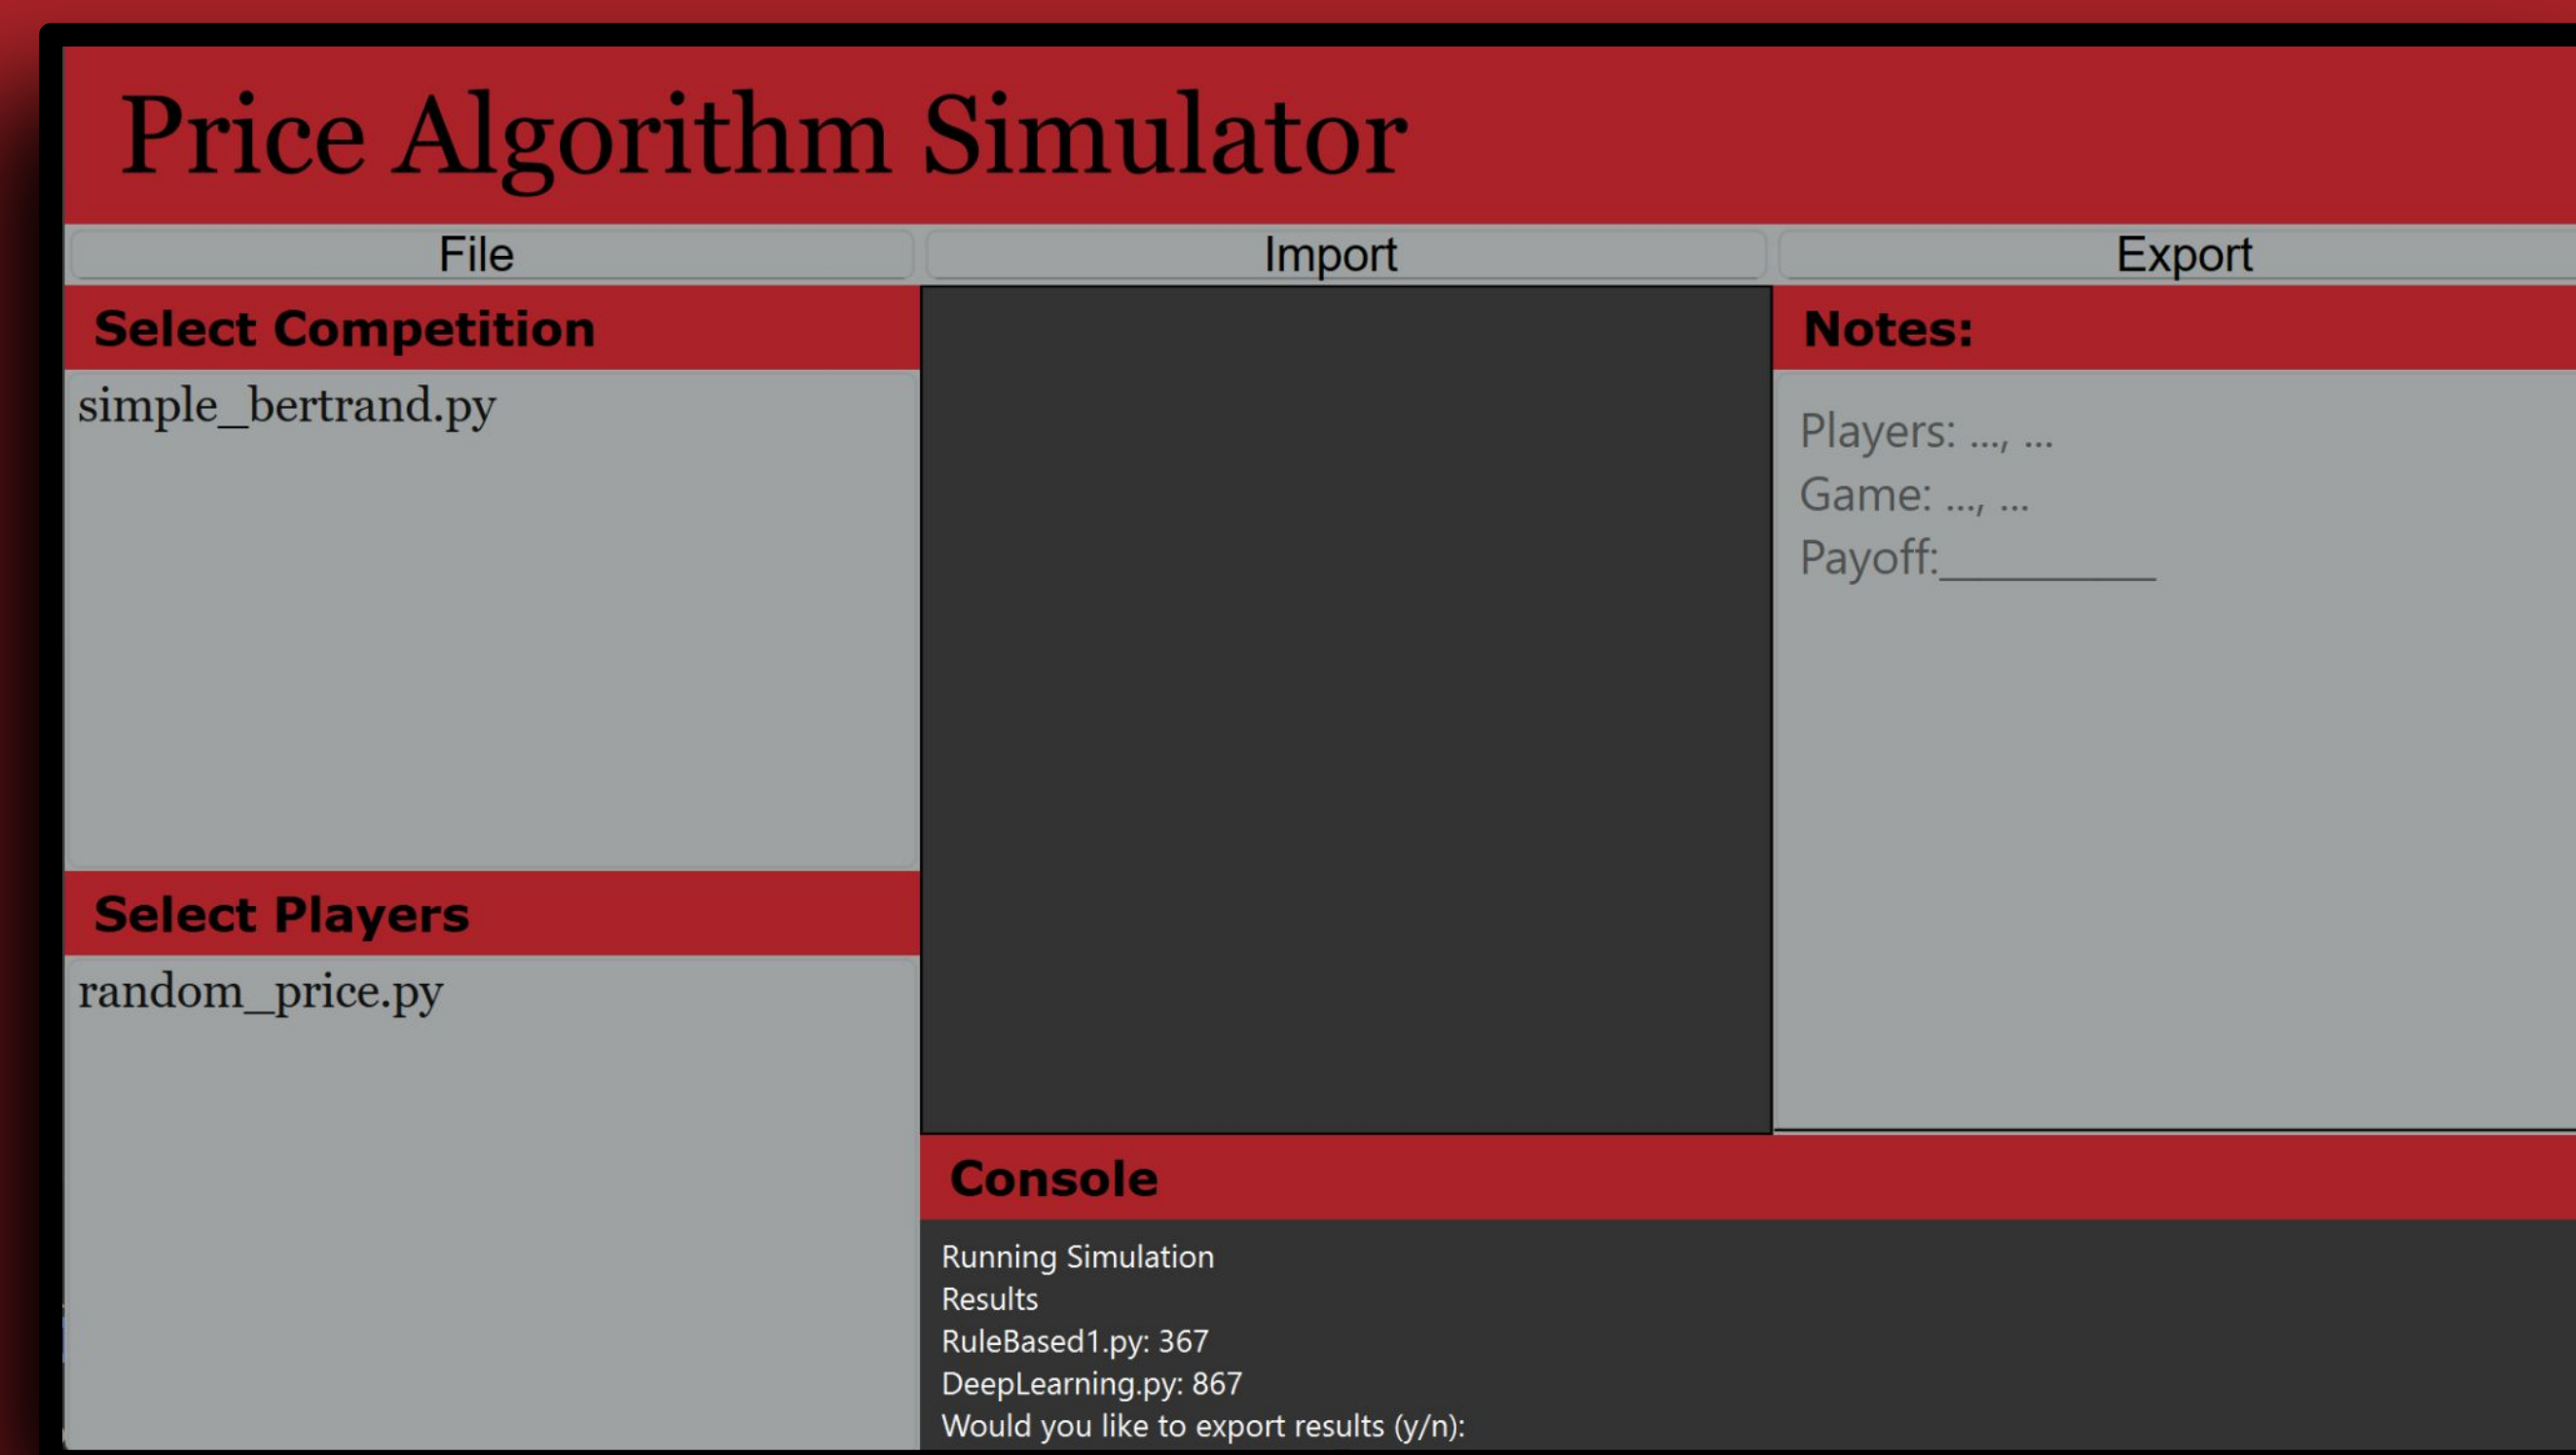 Price Algorithm Simulator
File Import Export
Select Competition
simple_bertrand.py
Select Players
random_price.py
Notes:
Players: ..., ...
Game: ..., ...
Payoff:__________
Console
Running Simulation
Results
RuleBased1.py: 367
DeepLearning.py: 867
Would you like to export results (y/n):